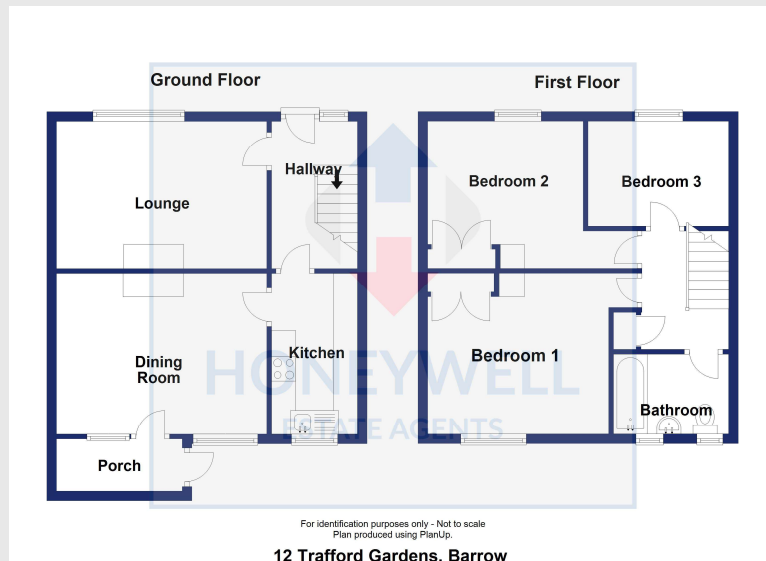 Ground Floor
First Floor
Hallway
Lounge
Bedroom 2
Bedroom 3
Dining
Room
Kitchen
Bedroom 1
Bathroom
Porch
HONEYWELL
ESTATE AGENTS
For identification purposes only - Not to scale
Plan produced using PlanUp.
12 Trafford Gardens, Barrow